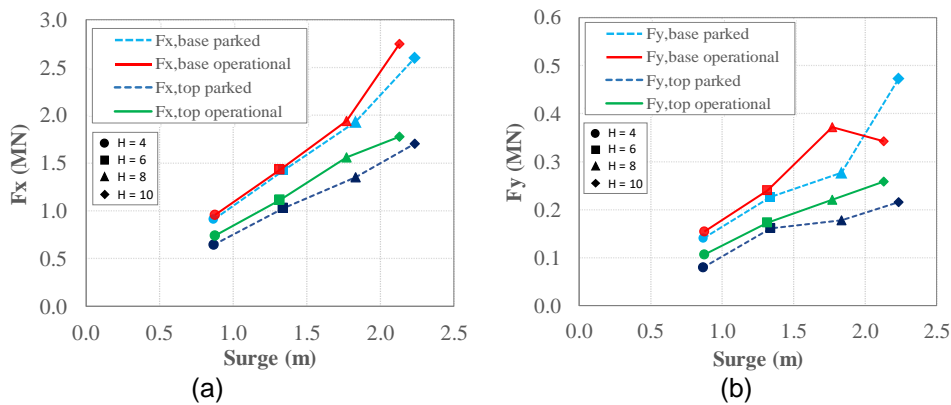 3.0
2.5
2.0
1.5
1.0
0.5
0.0
Fx (MN)
Fx,base parked
Fx,base operational
Fx,top parked
Fx,top operational
H = 4
H = 6
H = 8
H = 10
0.0 0.5 1.0 1.5 2.0 2.5
Surge (m)
(a)
0.6
0.5
0.4
0.3
0.2
0.1
0.0
Fy (MN)
Fy,base parked
Fy,base operational
Fy,top parked
Fy,top operational
H = 4
H = 6
H = 8
H = 10
0.0 0.5 1.0 1.5 2.0 2.5
Surge (m)
(b)